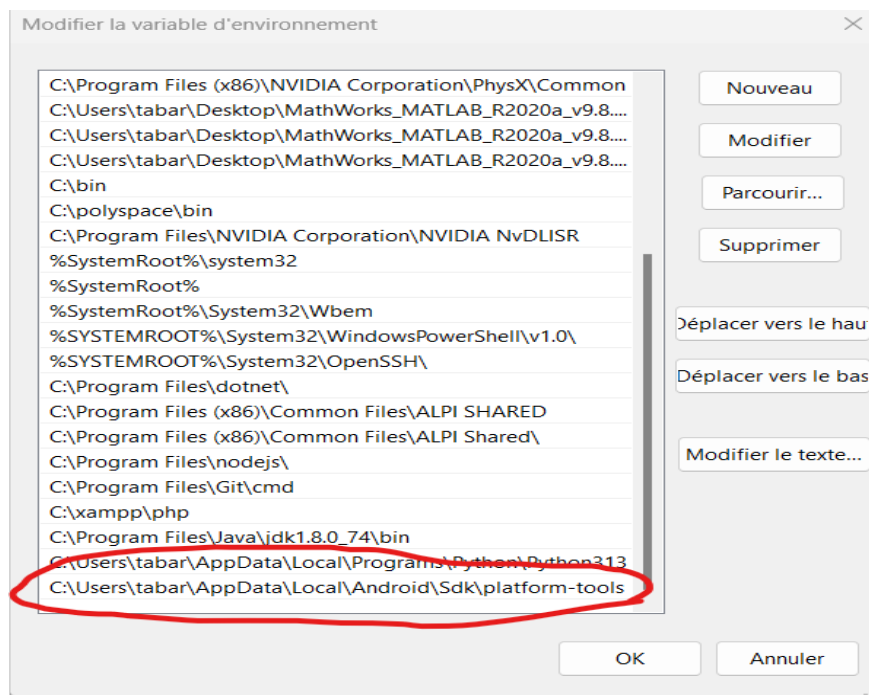 Modifier la variable d'environnement
C:\Program Files (x86)\NVIDIA Corporation\PhysX\Common
C:\Users\tabar\Desktop\MathWorks_MATLAB_R2020a_v9.8....
C:\Users\tabar\Desktop\MathWorks_MATLAB_R2020a_v9.8....
C:\Users\tabar\Desktop\MathWorks_MATLAB_R2020a_v9.8....
C:\bin
C:\polyspace\bin
C:\Program Files\NVIDIA Corporation\NVIDIA NvDLISR
%SystemRoot%\system32
%SystemRoot%
%SystemRoot%\System32\Wbem
%SYSTEMROOT%\System32\WindowsPowerShell\v1.0\
%SYSTEMROOT%\System32\OpenSSH\
C:\Program Files\dotnet\
C:\Program Files (x86)\Common Files\ALPI SHARED
C:\Program Files (x86)\Common Files\ALPI Shared\
C:\Program Files\nodejs\
C:\Program Files\Git\cmd
C:\xampp\php
C:\Program Files\Java\jdk1.8.0_74\bin
C:\Users\tabar\AppData\Local\Programs\Python\Python313
C:\Users\tabar\AppData\Local\Android\Sdk\platform-tools
Nouveau
Modifier
Parcourir...
Supprimer
Déplacer vers le hau
Déplacer vers le bas
Modifier le texte...
OK
Annuler